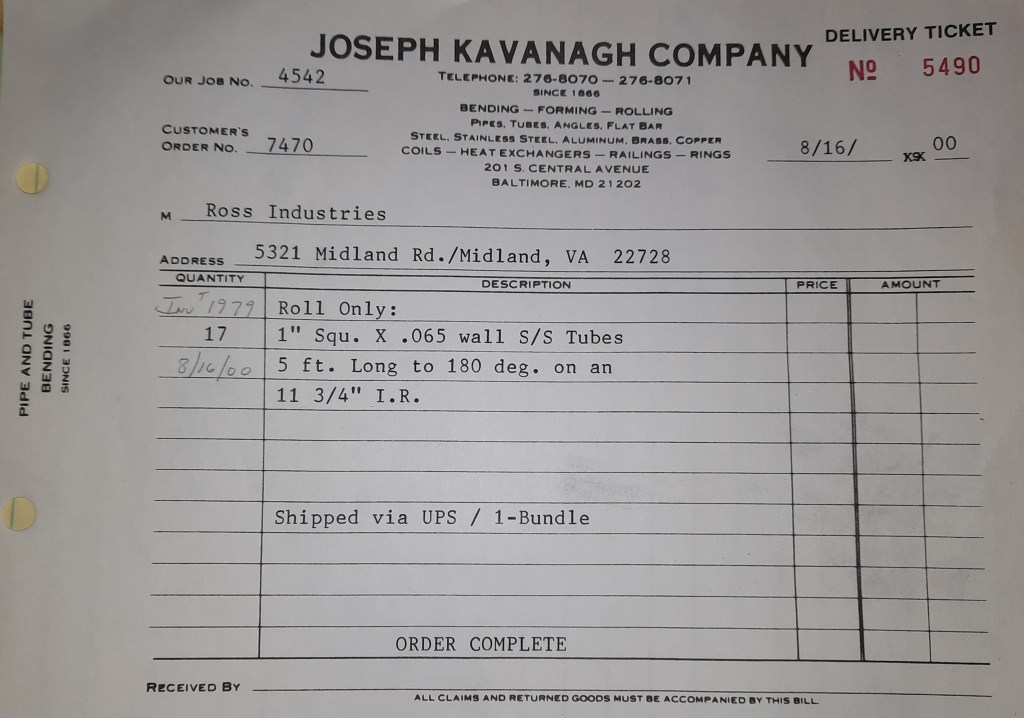 DELIVERY TICKET
JOSEPH KAVANAGH COMPANY
Nº 5490
OUR JOB NO. 4542
TELEPHONE: 276-8070 — 276-8071
SINCE 1866
BENDING — FORMING — ROLLING
PIPES, TUBES, ANGLES, FLAT BAR
CUSTOMER'S
ORDER NO. 7470
STEEL, STAINLESS STEEL, ALUMINUM, BRASS, COPPER
COILS — HEAT EXCHANGERS — RAILINGS — RINGS
8/16/ 00
201 S. CENTRAL AVENUE
BALTIMORE, MD 21202
M Ross Industries
ADDRESS 5321 Midland Rd./Midland, VA 22728
QUANTITY DESCRIPTION PRICE AMOUNT
Inv't 1979 Roll Only:
17 1" Squ. X .065 wall S/S Tubes
8/16/00 5 ft. Long to 180 deg. on an
11 3/4" I.R.
Shipped via UPS / 1-Bundle
ORDER COMPLETE
RECEIVED BY
ALL CLAIMS AND RETURNED GOODS MUST BE ACCOMPANIED BY THIS BILL.
PIPE AND TUBE
BENDING
SINCE 1866